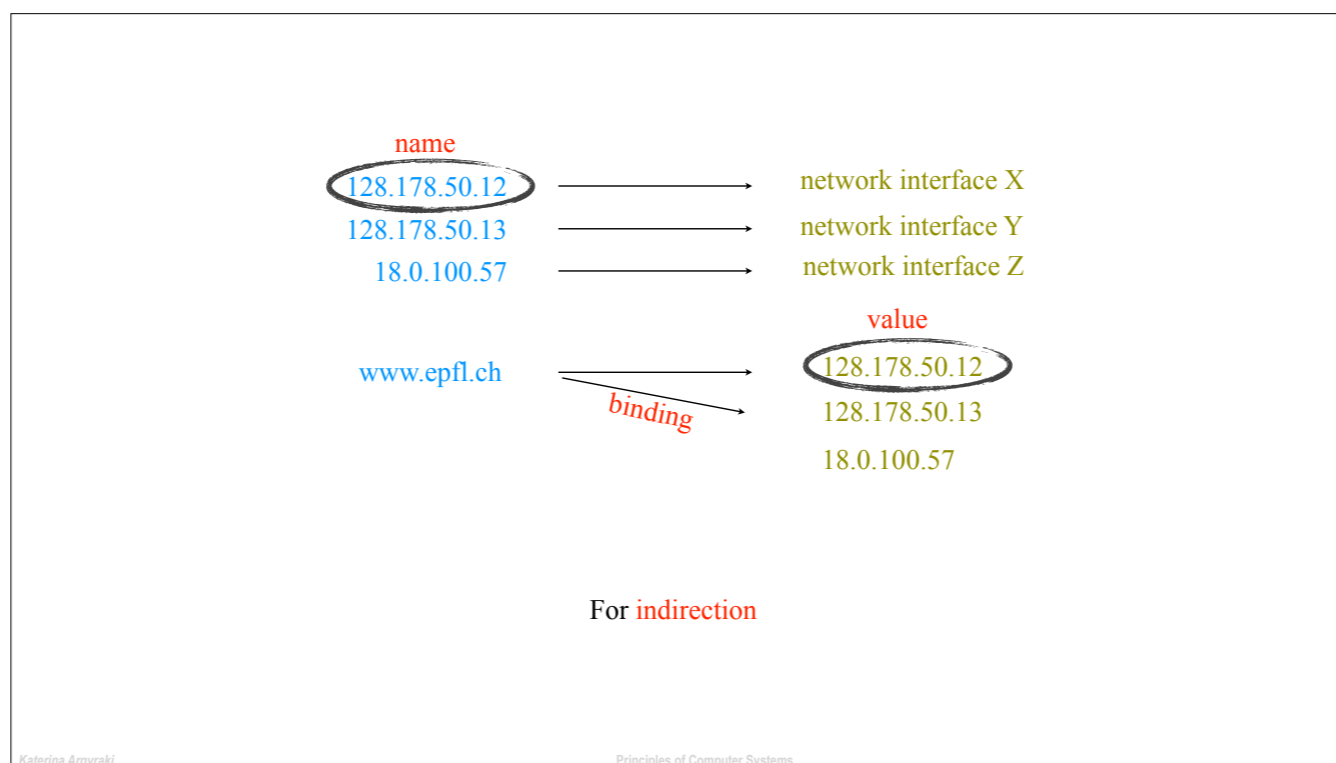 name
128.178.50.12 network interface X
128.178.50.13 network interface Y
18.0.100.57 network interface Z
value
www.epfl.ch 128.178.50.12
binding 128.178.50.13
18.0.100.57
For indirection
Katerina Argyraki Principles of Computer Systems